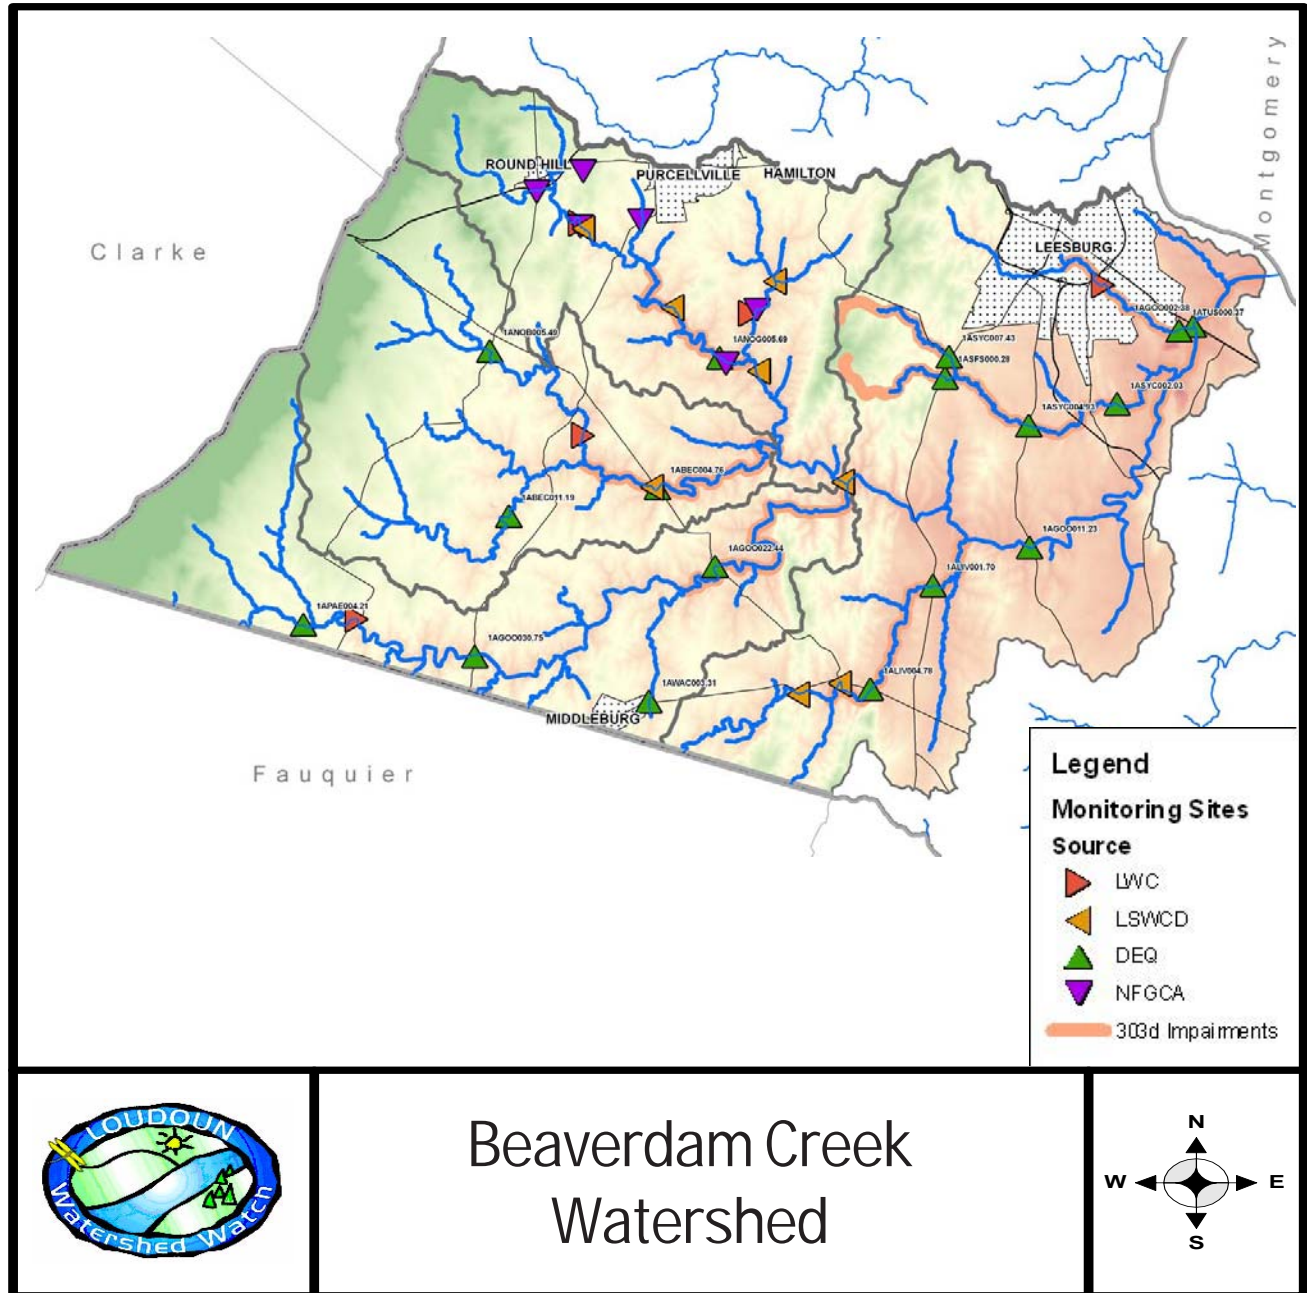 Montgomery
ROUND HILL
PURCELLVILLE
HAMILTON
Clarke
LEESBURG
1AGOO002.38
1ATUS000.37
1ANOB005.49
1ANOG005.69
1ASYC007.43
1ASFS000.28
1ASYC002.03
1ASYC004.93
1ABEC004.76
1ABEC011.19
1AGOO011.23
1AGOO022.44
1ALIV001.70
1APAE004.21
1AGOO030.75
1AWAC003.31
1ALIV004.78
MIDDLEBURG
Fauquier
Legend
Monitoring Sites
Source
LWC
LSWCD
DEQ
NFGCA
303d Impairments
LOUDOUN
Watershed Watch
Beaverdam Creek
Watershed
N
W
E
S